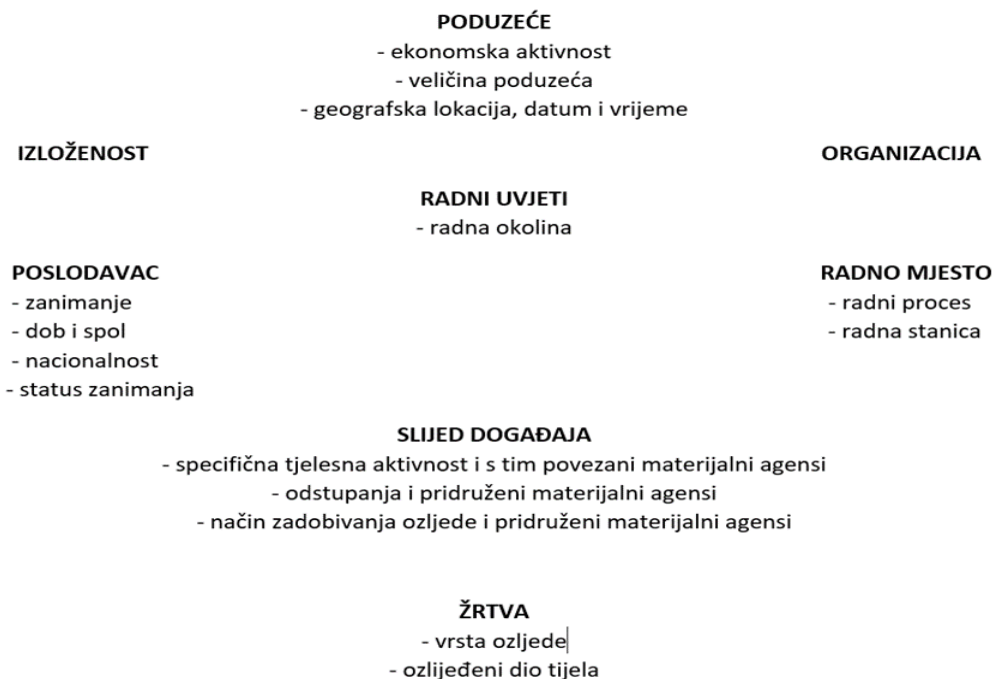 PODUZEĆE
- ekonomska aktivnost
- veličina poduzeća
- geografska lokacija, datum i vrijeme
IZLOŽENOST
ORGANIZACIJA
RADNI UVJETI
- radna okolina
POSLODAVAC
- zanimanje
- dob i spol
- nacionalnost
- status zanimanja
RADNO MJESTO
- radni proces
- radna stanica
SLIJED DOGAĐAJA
- specifična tjelesna aktivnost i s tim povezani materijalni agensi
- odstupanja i pridruženi materijalni agensi
- način zadobivanja ozljede i pridruženi materijalni agensi
ŽRTVA
- vrsta ozljede
- ozlijeđeni dio tijela